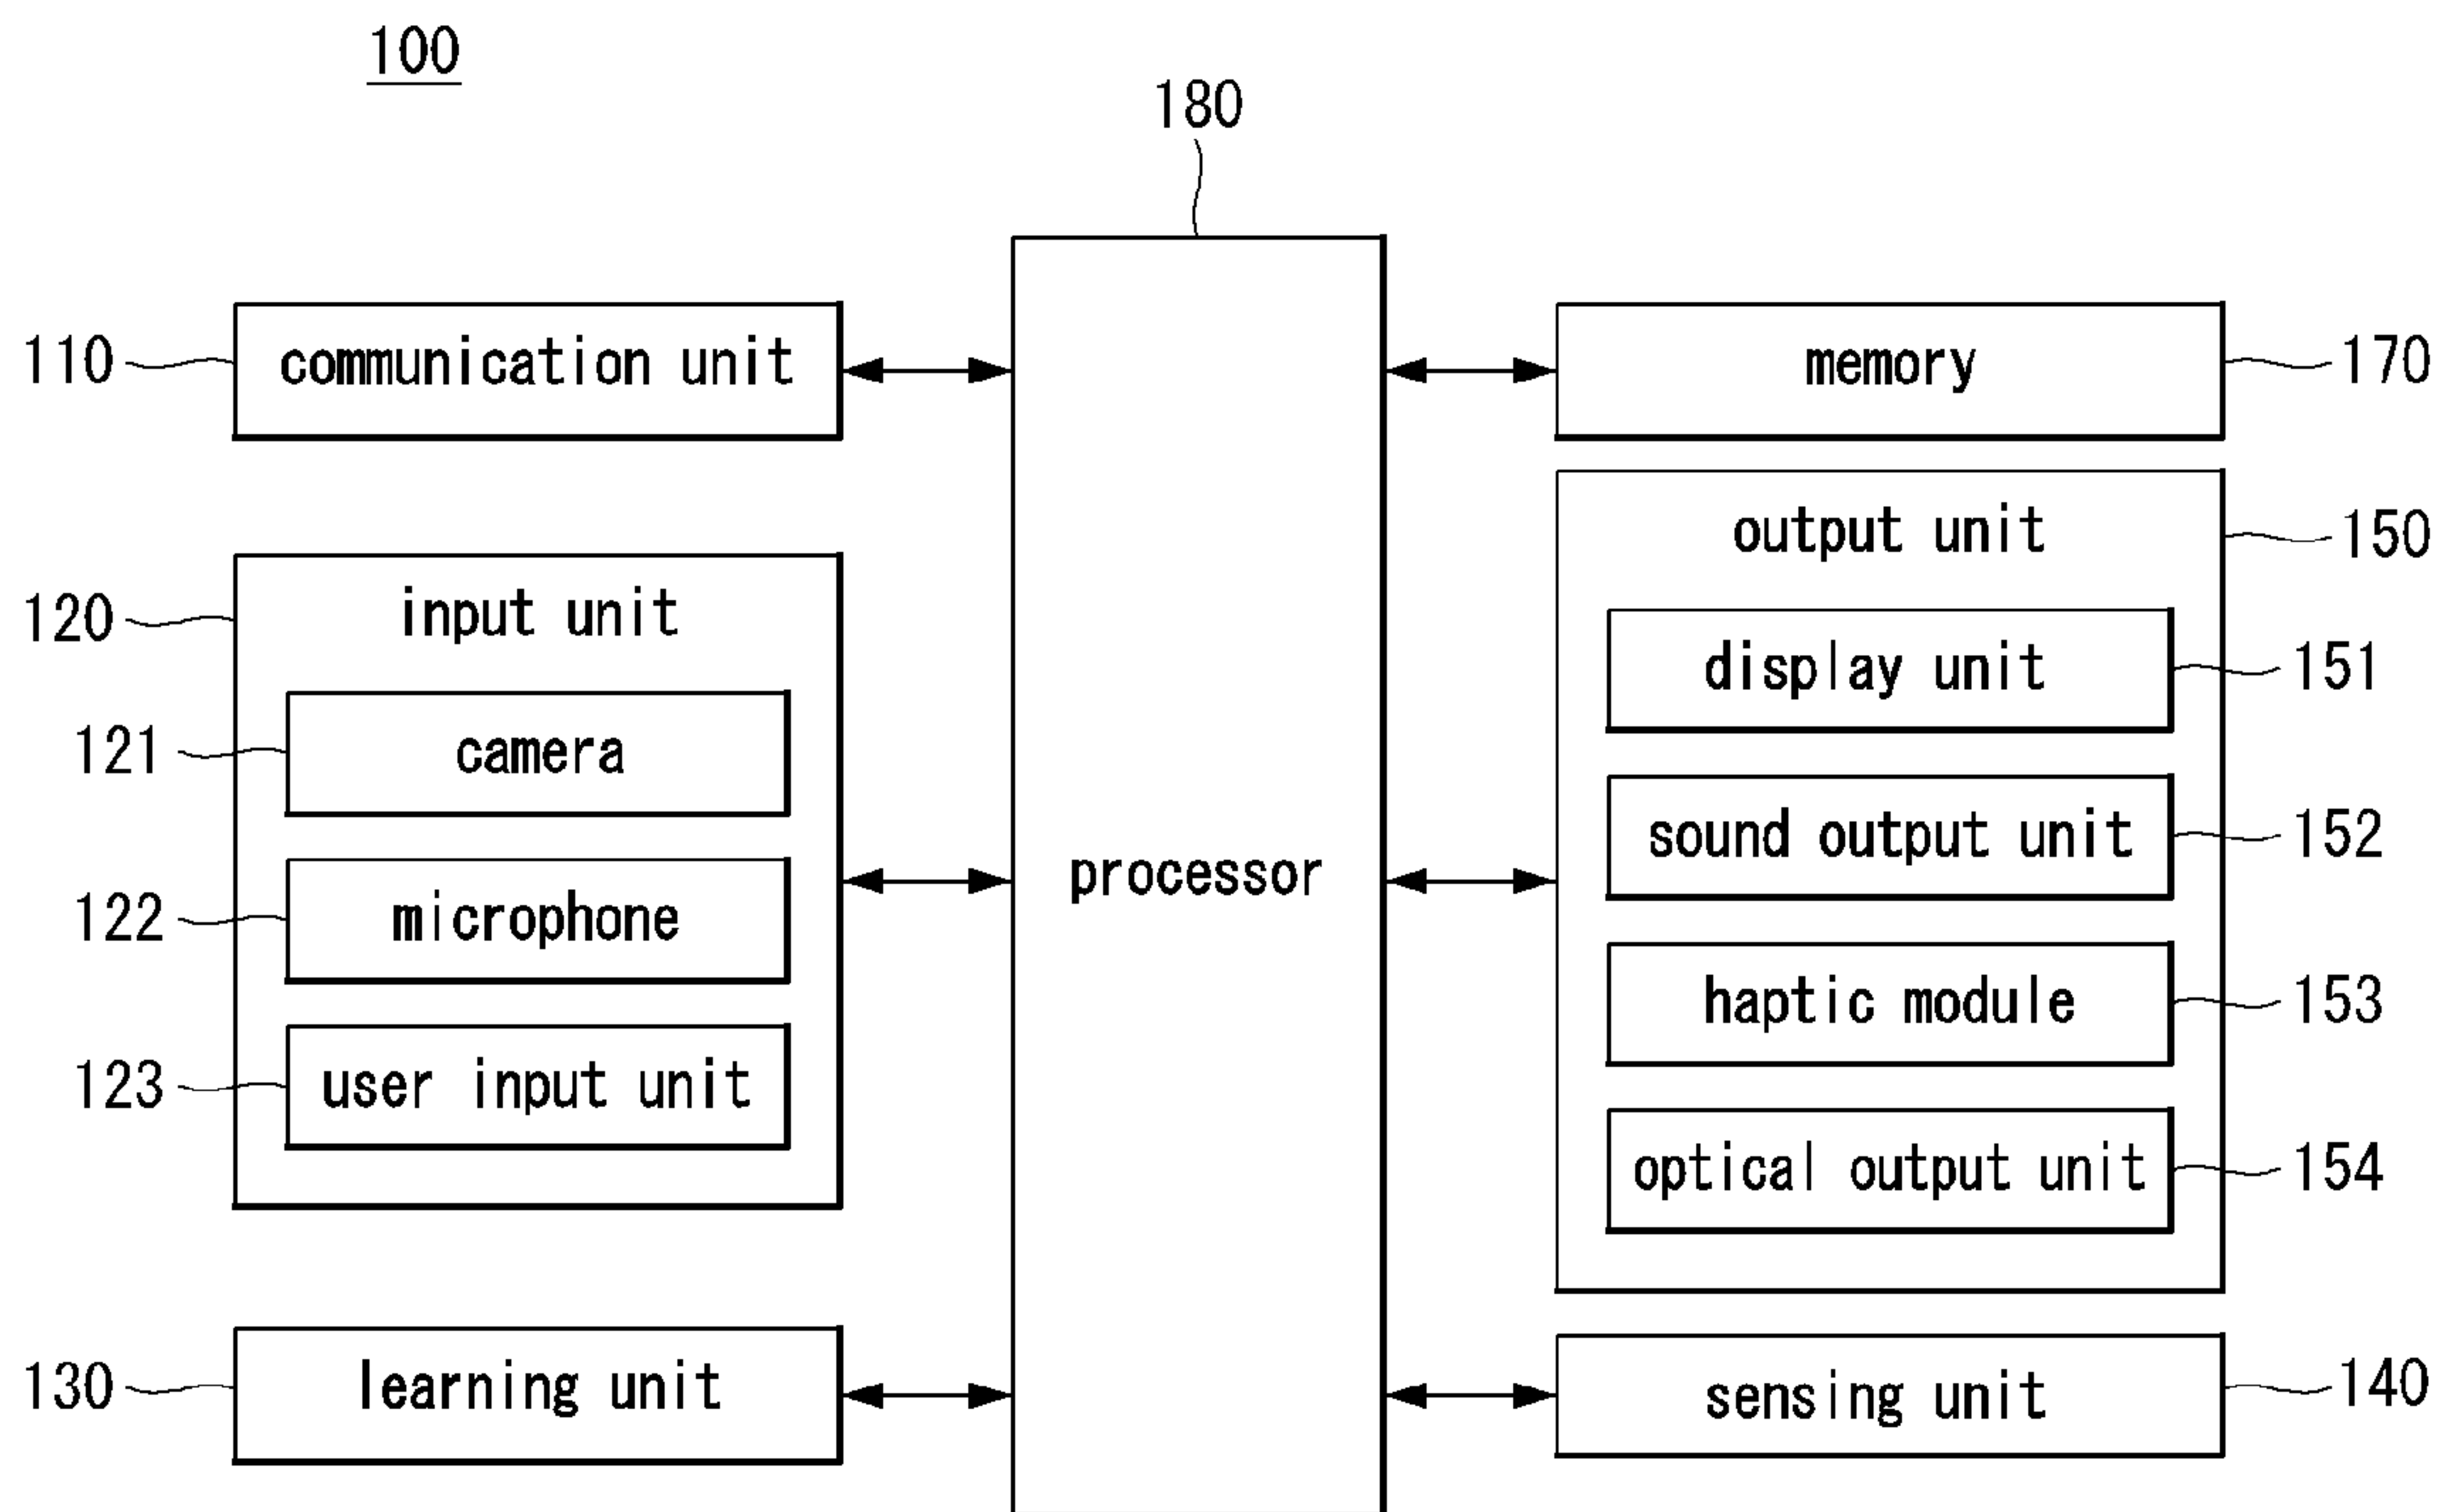 100
180
110
communication unit
memory
170
120
input unit
121
camera
122
microphone
123
user input unit
processor
output unit
150
display unit
151
sound output unit
152
haptic module
153
optical output unit
154
130
learning unit
sensing unit
140